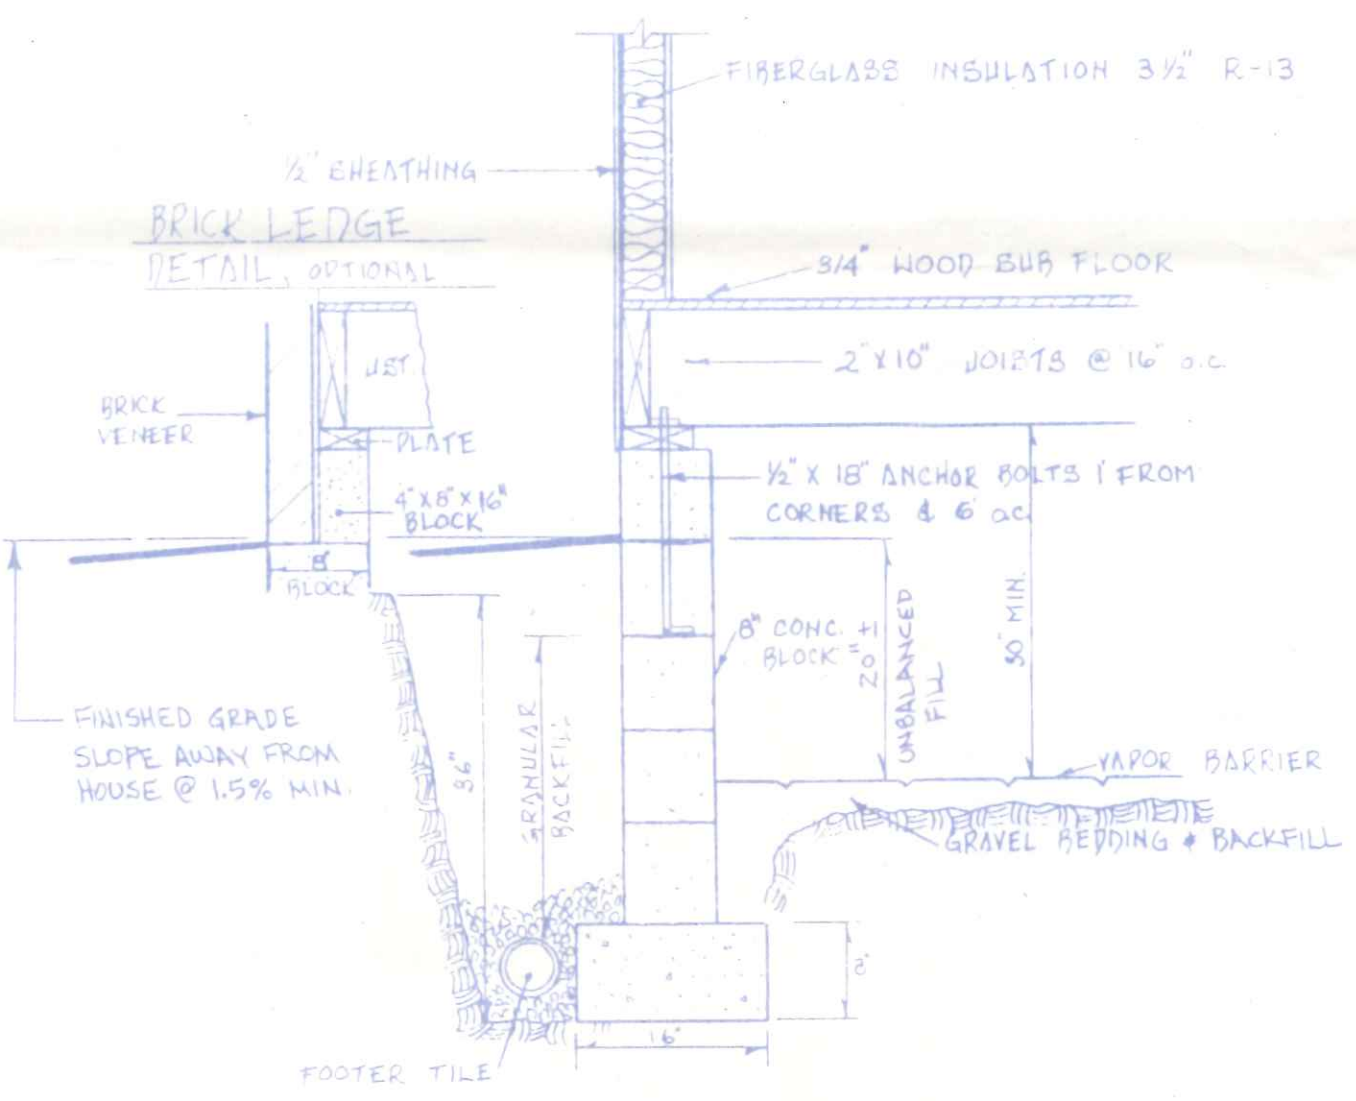 FIBERGLASS INSULATION 3½" R-13
½" SHEATHING
BRICK LEDGE
DETAIL, OPTIONAL
3/4" WOOD SUB FLOOR
JST.
2"X10" JOISTS @ 16" o.c.
BRICK
VENEER
PLATE
½" X 18" ANCHOR BOLTS 1' FROM
CORNERS & 6' oc
4"X8"X16"
BLOCK
8"
BLOCK
8" CONC.
BLOCK
20" +1
UNBALANCED
FILL
30" MIN.
FINISHED GRADE
SLOPE AWAY FROM
HOUSE @ 1.5% MIN.
36"
GRANULAR
BACKFILL
VAPOR BARRIER
GRAVEL BEDDING & BACKFILL
8"
16"
FOOTER TILE